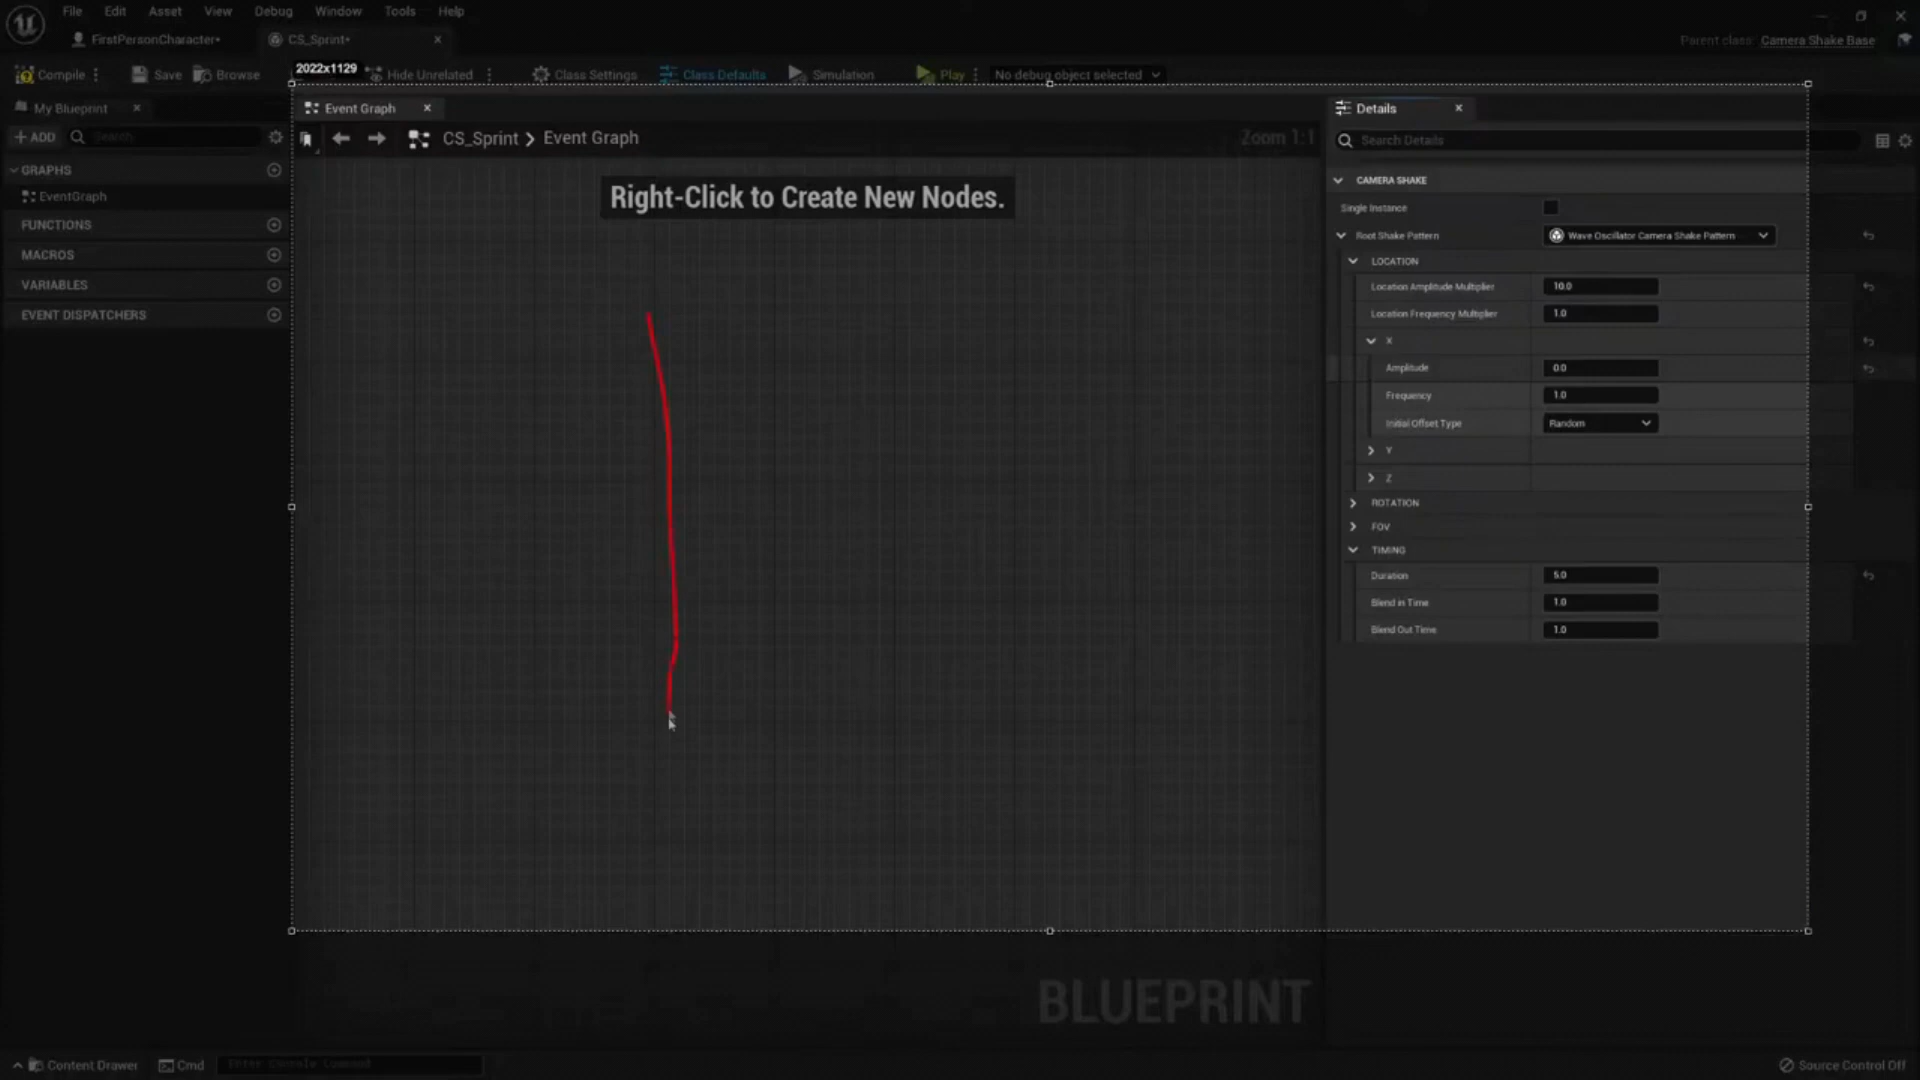 File Edit Asset View Debug Window Tools Help
FirstPersonCharacter•
CS_Sprint•
Parent class: Camera Shake Base
Compile
Save
Browse
2022x1129
Hide Unrelated
Class Settings
Class Defaults
Simulation
Play
No debug object selected
My Blueprint
Event Graph
Details
ADD
Search
CS_Sprint > Event Graph
Zoom 1:1
Search Details
GRAPHS
EventGraph
FUNCTIONS
MACROS
VARIABLES
EVENT DISPATCHERS
Right-Click to Create New Nodes.
CAMERA SHAKE
Single Instance
Root Shake Pattern
Wave Oscillator Camera Shake Pattern
LOCATION
Location Amplitude Multiplier 10.0
Location Frequency Multiplier 1.0
X
Amplitude 0.0
Frequency 1.0
Initial Offset Type Random
Y
Z
ROTATION
FOV
TIMING
Duration 5.0
Blend in Time 1.0
Blend Out Time 1.0
BLUEPRINT
Content Drawer
Cmd
Enter Console Command
Source Control Off